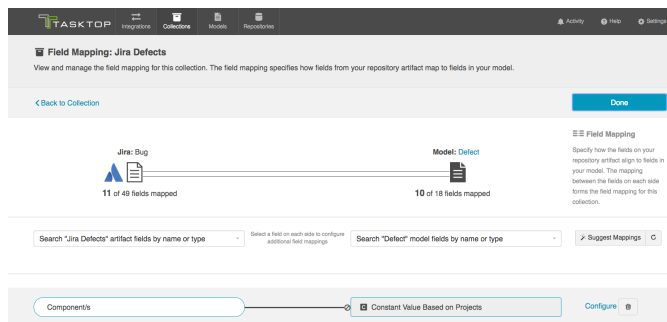 TASKTOP
Integrations
Collections
Models
Repositories
Activity
Help
Settings
Field Mapping: Jira Defects
View and manage the field mapping for this collection. The field mapping specifies how fields from your repository artifact map to fields in your model.
Back to Collection
Done
Jira: Bug
Model: Defect
11 of 49 fields mapped
10 of 18 fields mapped
Field Mapping
Specify how the fields on your
repository artifact align to fields in
your model. The mapping
between the fields on each side
forms the field mapping for this
collection.
Search "Jira Defects" artifact fields by name or type
Select a field on each side to configure
additional field mappings
Search "Defect" model fields by name or type
Suggest Mappings
Component/s
C Constant Value Based on Projects
Configure